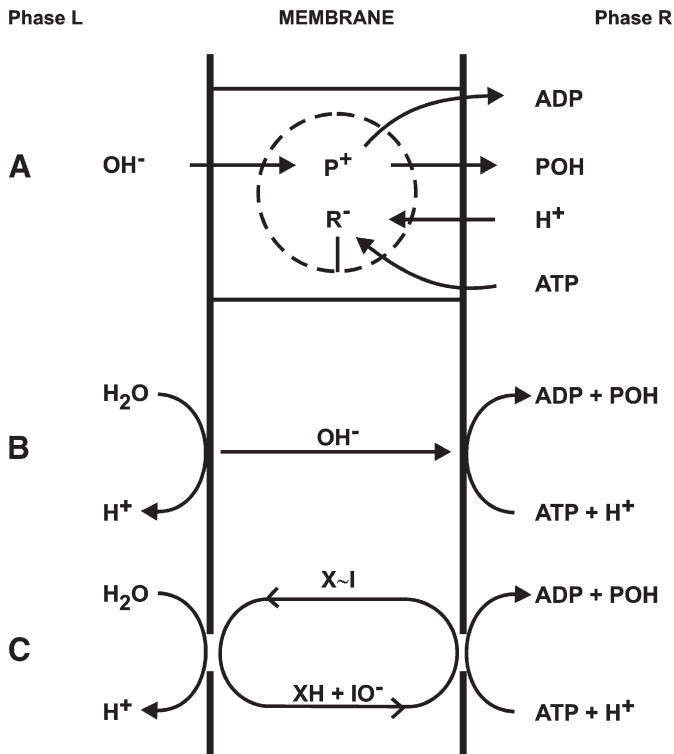 Phase L MEMBRANE Phase R
ADP
A OH⁻ P⁺ POH
R⁻ H⁺
ATP
H₂O ADP + POH
B OH⁻
H⁺ ATP + H⁺
X~I
H₂O ADP + POH
C
XH + IO⁻
H⁺ ATP + H⁺